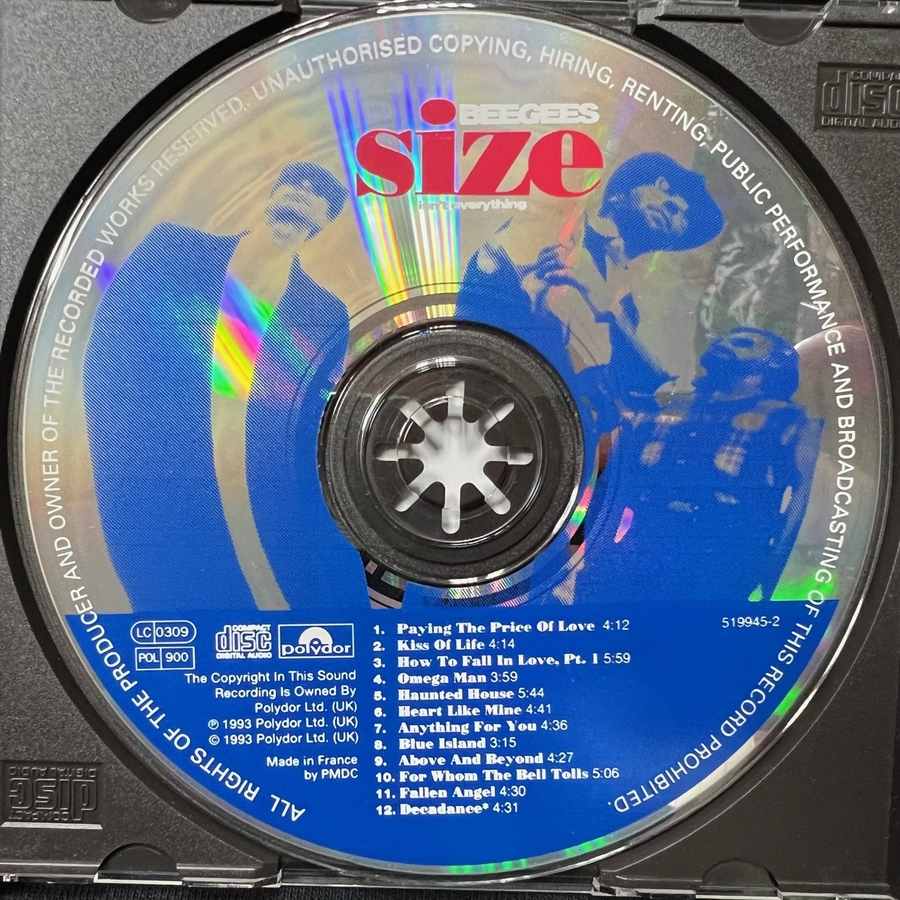 ALL RIGHTS OF THE PRODUCER AND OWNER OF THE RECORDED WORKS RESERVED. UNAUTHORISED COPYING, HIRING, RENTING, PUBLIC PERFORMANCE AND BROADCASTING OF THIS RECORD PROHIBITED.
BEEGEES
size
isn't everything
COMPACT
disc
DIGITAL AUDIO
LC 0309
POL 900
COMPACT
disc
DIGITAL AUDIO
polydor
The Copyright In This Sound
Recording Is Owned By
Polydor Ltd. (UK)
℗ 1993 Polydor Ltd. (UK)
© 1993 Polydor Ltd. (UK)
Made in France
by PMDC
519945-2
1. Paying The Price Of Love 4:12
2. Kiss Of Life 4:14
3. How To Fall In Love, Pt. 1 5:59
4. Omega Man 3:59
5. Haunted House 5:44
6. Heart Like Mine 4:41
7. Anything For You 4:36
8. Blue Island 3:15
9. Above And Beyond 4:27
10. For Whom The Bell Tolls 5:06
11. Fallen Angel 4:30
12. Decadance* 4:31
COMPACT
disc
DIGITAL AUDIO